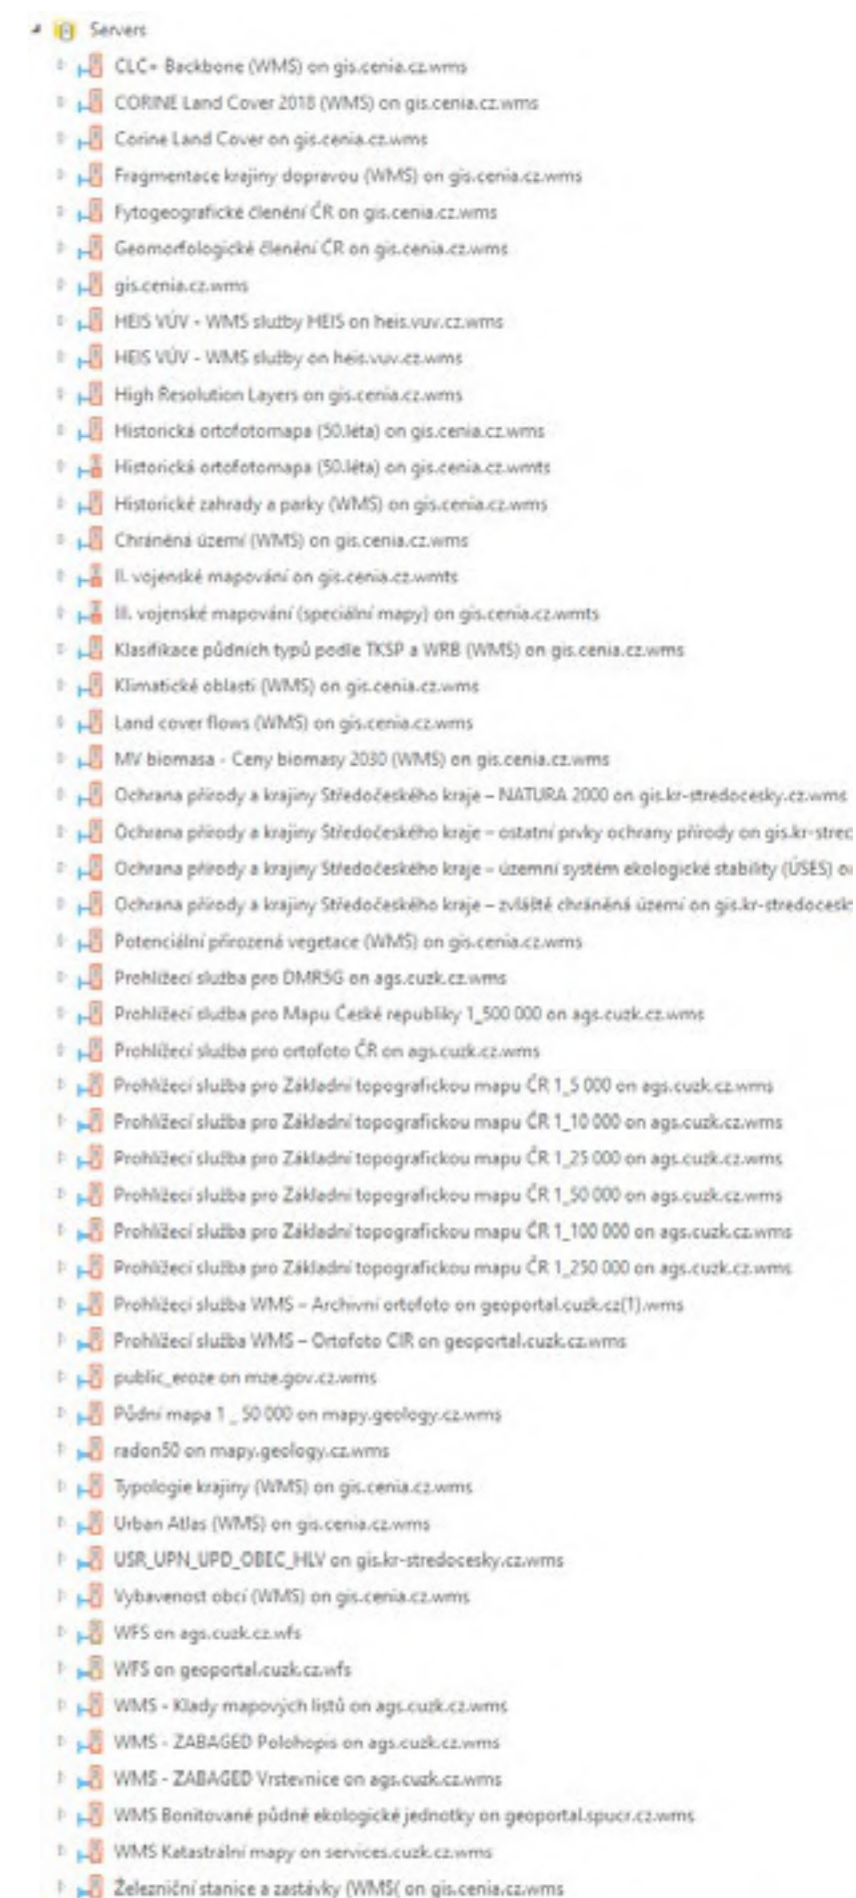 Servers
CLC+ Backbone (WMS) on gis.cenia.cz.wms
CORINE Land Cover 2018 (WMS) on gis.cenia.cz.wms
Corine Land Cover on gis.cenia.cz.wms
Fragmentace krajiny dopravou (WMS) on gis.cenia.cz.wms
Fytogeografické členění ČR on gis.cenia.cz.wms
Geomorfologické členění ČR on gis.cenia.cz.wms
gis.cenia.cz.wms
HEIS VÚV - WMS služby HEIS on heis.vuv.cz.wms
HEIS VÚV - WMS služby on heis.vuv.cz.wms
High Resolution Layers on gis.cenia.cz.wms
Historická ortofotomapa (50.léta) on gis.cenia.cz.wms
Historická ortofotomapa (50.léta) on gis.cenia.cz.wmts
Historické zahrady a parky (WMS) on gis.cenia.cz.wms
Chráněná území (WMS) on gis.cenia.cz.wms
II. vojenské mapování on gis.cenia.cz.wmts
III. vojenské mapování (speciální mapy) on gis.cenia.cz.wmts
Klasifikace půdních typů podle TKSP a WRB (WMS) on gis.cenia.cz.wms
Klimatické oblasti (WMS) on gis.cenia.cz.wms
Land cover flows (WMS) on gis.cenia.cz.wms
MV biomasa - Ceny biomasy 2030 (WMS) on gis.cenia.cz.wms
Ochrana přírody a krajiny Středočeského kraje – NATURA 2000 on gis.kr-stredocesky.cz.wms
Ochrana přírody a krajiny Středočeského kraje – ostatní prvky ochrany přírody on gis.kr-strec
Ochrana přírody a krajiny Středočeského kraje – územní systém ekologické stability (ÚSES) o
Ochrana přírody a krajiny Středočeského kraje – zvláště chráněná území on gis.kr-stredocesk
Potenciální přirozená vegetace (WMS) on gis.cenia.cz.wms
Prohlížecí služba pro DMR5G on ags.cuzk.cz.wms
Prohlížecí služba pro Mapu České republiky 1_500 000 on ags.cuzk.cz.wms
Prohlížecí služba pro ortofoto ČR on ags.cuzk.cz.wms
Prohlížecí služba pro Základní topografickou mapu ČR 1_5 000 on ags.cuzk.cz.wms
Prohlížecí služba pro Základní topografickou mapu ČR 1_10 000 on ags.cuzk.cz.wms
Prohlížecí služba pro Základní topografickou mapu ČR 1_25 000 on ags.cuzk.cz.wms
Prohlížecí služba pro Základní topografickou mapu ČR 1_50 000 on ags.cuzk.cz.wms
Prohlížecí služba pro Základní topografickou mapu ČR 1_100 000 on ags.cuzk.cz.wms
Prohlížecí služba pro Základní topografickou mapu ČR 1_250 000 on ags.cuzk.cz.wms
Prohlížecí služba WMS – Archivní ortofoto on geoportal.cuzk.cz(1).wms
Prohlížecí služba WMS – Ortofoto CIR on geoportal.cuzk.cz.wms
public_eroze on mze.gov.cz.wms
Půdní mapa 1 _ 50 000 on mapy.geology.cz.wms
radon50 on mapy.geology.cz.wms
Typologie krajiny (WMS) on gis.cenia.cz.wms
Urban Atlas (WMS) on gis.cenia.cz.wms
USR_UPN_UPD_OBEC_HLV on gis.kr-stredocesky.cz.wms
Vybavenost obcí (WMS) on gis.cenia.cz.wms
WFS on ags.cuzk.cz.wfs
WFS on geoportal.cuzk.cz.wfs
WMS - Klady mapových listů on ags.cuzk.cz.wms
WMS - ZABAGED Polohopis on ags.cuzk.cz.wms
WMS - ZABAGED Vrstevnice on ags.cuzk.cz.wms
WMS Bonitované půdně ekologické jednotky on geoportal.spucr.cz.wms
WMS Katastrální mapy on services.cuzk.cz.wms
Železniční stanice a zastávky (WMS( on gis.cenia.cz.wms